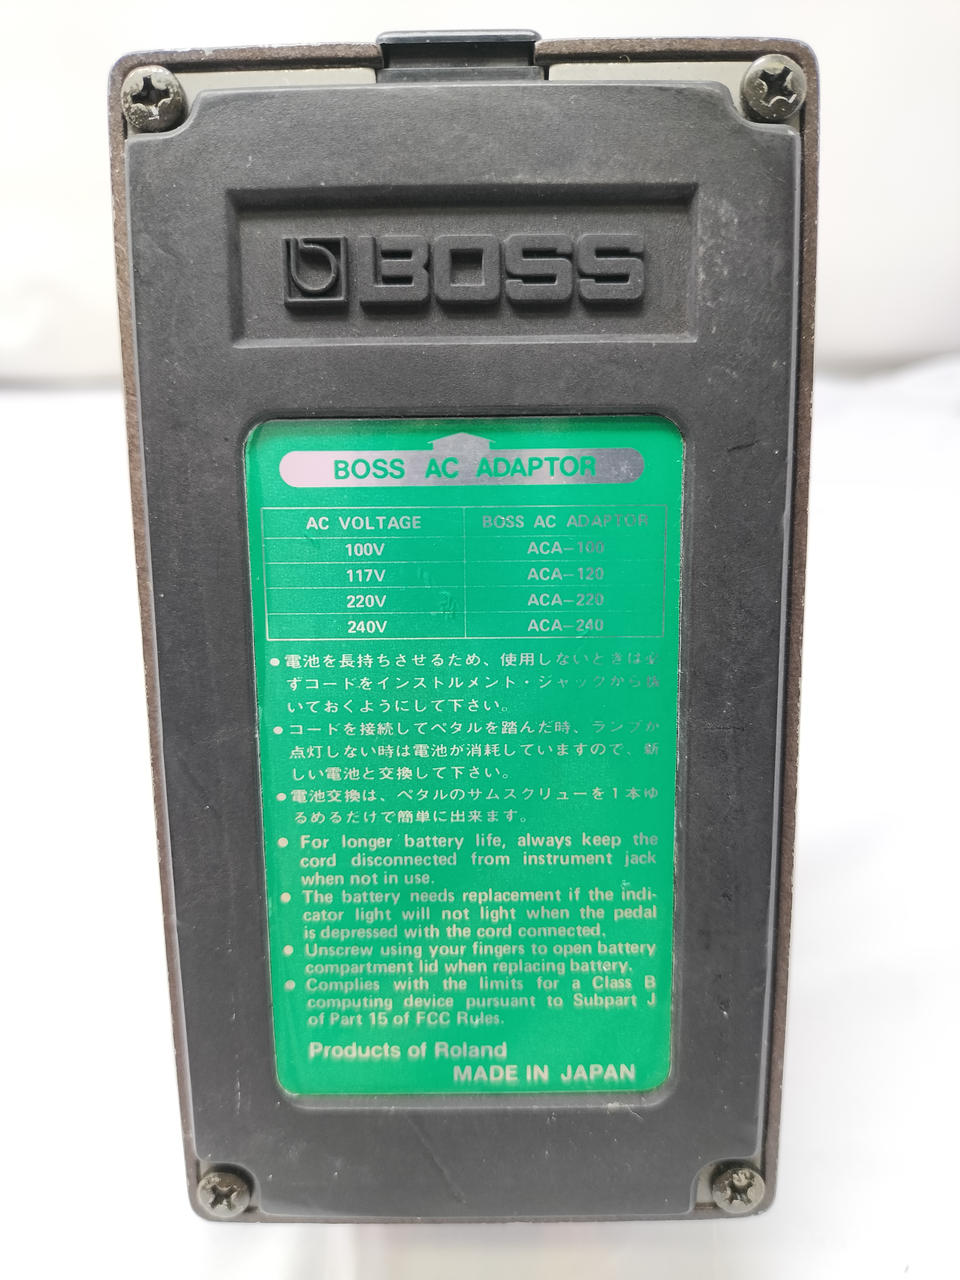 BOSS
BOSS AC ADAPTOR
AC VOLTAGE BOSS AC ADAPTOR
100V ACA-100
117V ACA-120
220V ACA-220
240V ACA-240
●電池を長持ちさせるため、使用しないときは必
ずコードをインストルメント・ジャックから抜
いておくようにして下さい。
●コードを接続してペタルを踏んだ時、ランプが
点灯しない時は電池が消耗していますので、新
しい電池と交換して下さい。
●電池交換は、ペタルのサムスクリューを1本ゆ
るめるだけで簡単に出来ます。
● For longer battery life, always keep the
cord disconnected from instrument jack
when not in use.
● The battery needs replacement if the indi-
cator light will not light when the pedal
is depressed with the cord connected.
● Unscrew using your fingers to open battery
compartment lid when replacing battery.
● Complies with the limits for a Class B
computing device pursuant to Subpart J
of Part 15 of FCC Rules.
Products of Roland
MADE IN JAPAN